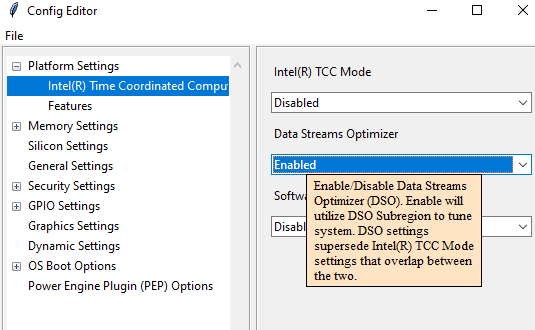 Config Editor
File
Platform Settings
Intel(R) Time Coordinated Compu
Features
Memory Settings
Silicon Settings
General Settings
Security Settings
GPIO Settings
Graphics Settings
Dynamic Settings
OS Boot Options
Power Engine Plugin (PEP) Options
Intel(R) TCC Mode
Disabled
Data Streams Optimizer
Enabled
Softwa
Disabl
Enable/Disable Data Streams
Optimizer (DSO). Enable will
utilize DSO Subregion to tune
system. DSO settings
supersede Intel(R) TCC Mode
settings that overlap between
the two.